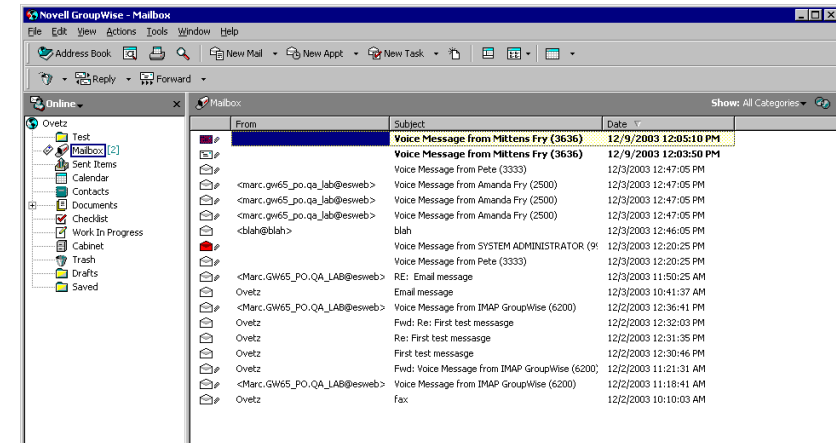 Novell GroupWise - Mailbox
File Edit View Actions Tools Window Help
Address Book New Mail New Appt New Task
Reply Forward
Online Mailbox Show: All Categories
Ovetz
Test
Mailbox [2]
Sent Items
Calendar
Contacts
Documents
Checklist
Work In Progress
Cabinet
Trash
Drafts
Saved
From Subject Date
Voice Message from Mittens Fry (3636) 12/9/2003 12:05:10 PM
Voice Message from Mittens Fry (3636) 12/9/2003 12:03:50 PM
Voice Message from Pete (3333) 12/3/2003 12:47:05 PM
<marc.gw65_po.qa_lab@esweb> Voice Message from Amanda Fry (2500) 12/3/2003 12:47:05 PM
<marc.gw65_po.qa_lab@esweb> Voice Message from Amanda Fry (2500) 12/3/2003 12:47:05 PM
<marc.gw65_po.qa_lab@esweb> Voice Message from Amanda Fry (2500) 12/3/2003 12:47:05 PM
<blah@blah> blah 12/3/2003 12:46:05 PM
Voice Message from SYSTEM ADMINISTRATOR (99 12/3/2003 12:20:25 PM
Voice Message from Pete (3333) 12/3/2003 12:20:25 PM
<Marc.GW65_PO.QA_LAB@esweb> RE: Email message 12/3/2003 11:50:25 AM
Ovetz Email message 12/3/2003 10:41:37 AM
<Marc.GW65_PO.QA_LAB@esweb> Voice Message from IMAP GroupWise (6200) 12/2/2003 12:36:41 PM
Ovetz Fwd: Re: First test messasge 12/2/2003 12:32:03 PM
Ovetz Re: First test messasge 12/2/2003 12:31:35 PM
Ovetz First test messasge 12/2/2003 12:30:46 PM
Ovetz Fwd: Voice Message from IMAP GroupWise (6200) 12/2/2003 11:21:31 AM
<Marc.GW65_PO.QA_LAB@esweb> Voice Message from IMAP GroupWise (6200) 12/2/2003 11:18:41 AM
Ovetz fax 12/2/2003 10:10:03 AM